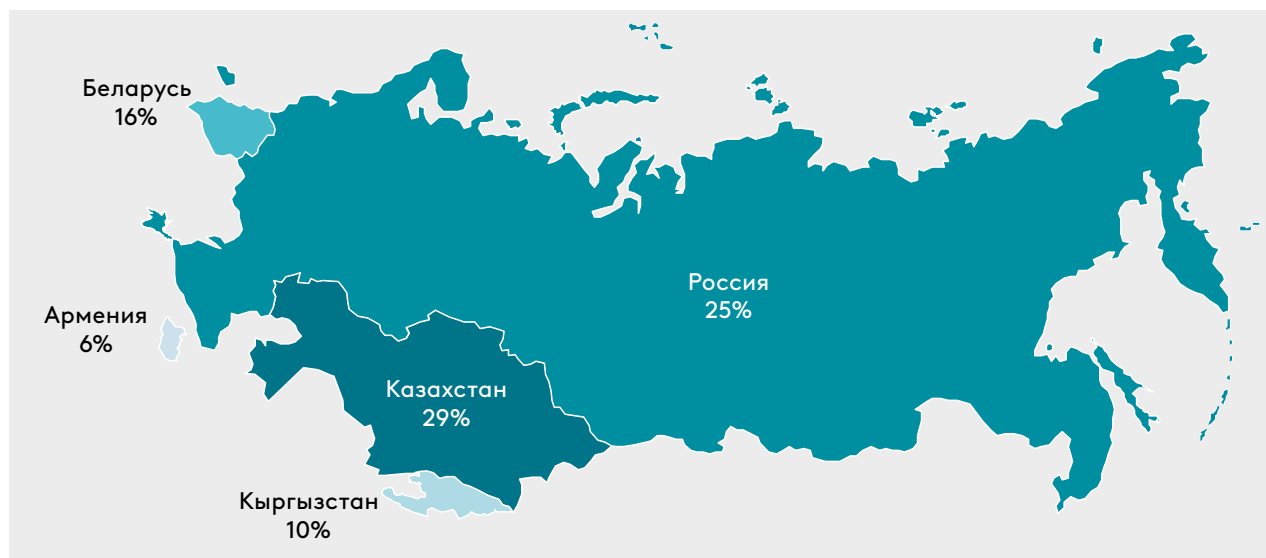 Беларусь
16%
Россия
25%
Армения
6%
Казахстан
29%
Кыргызстан
10%